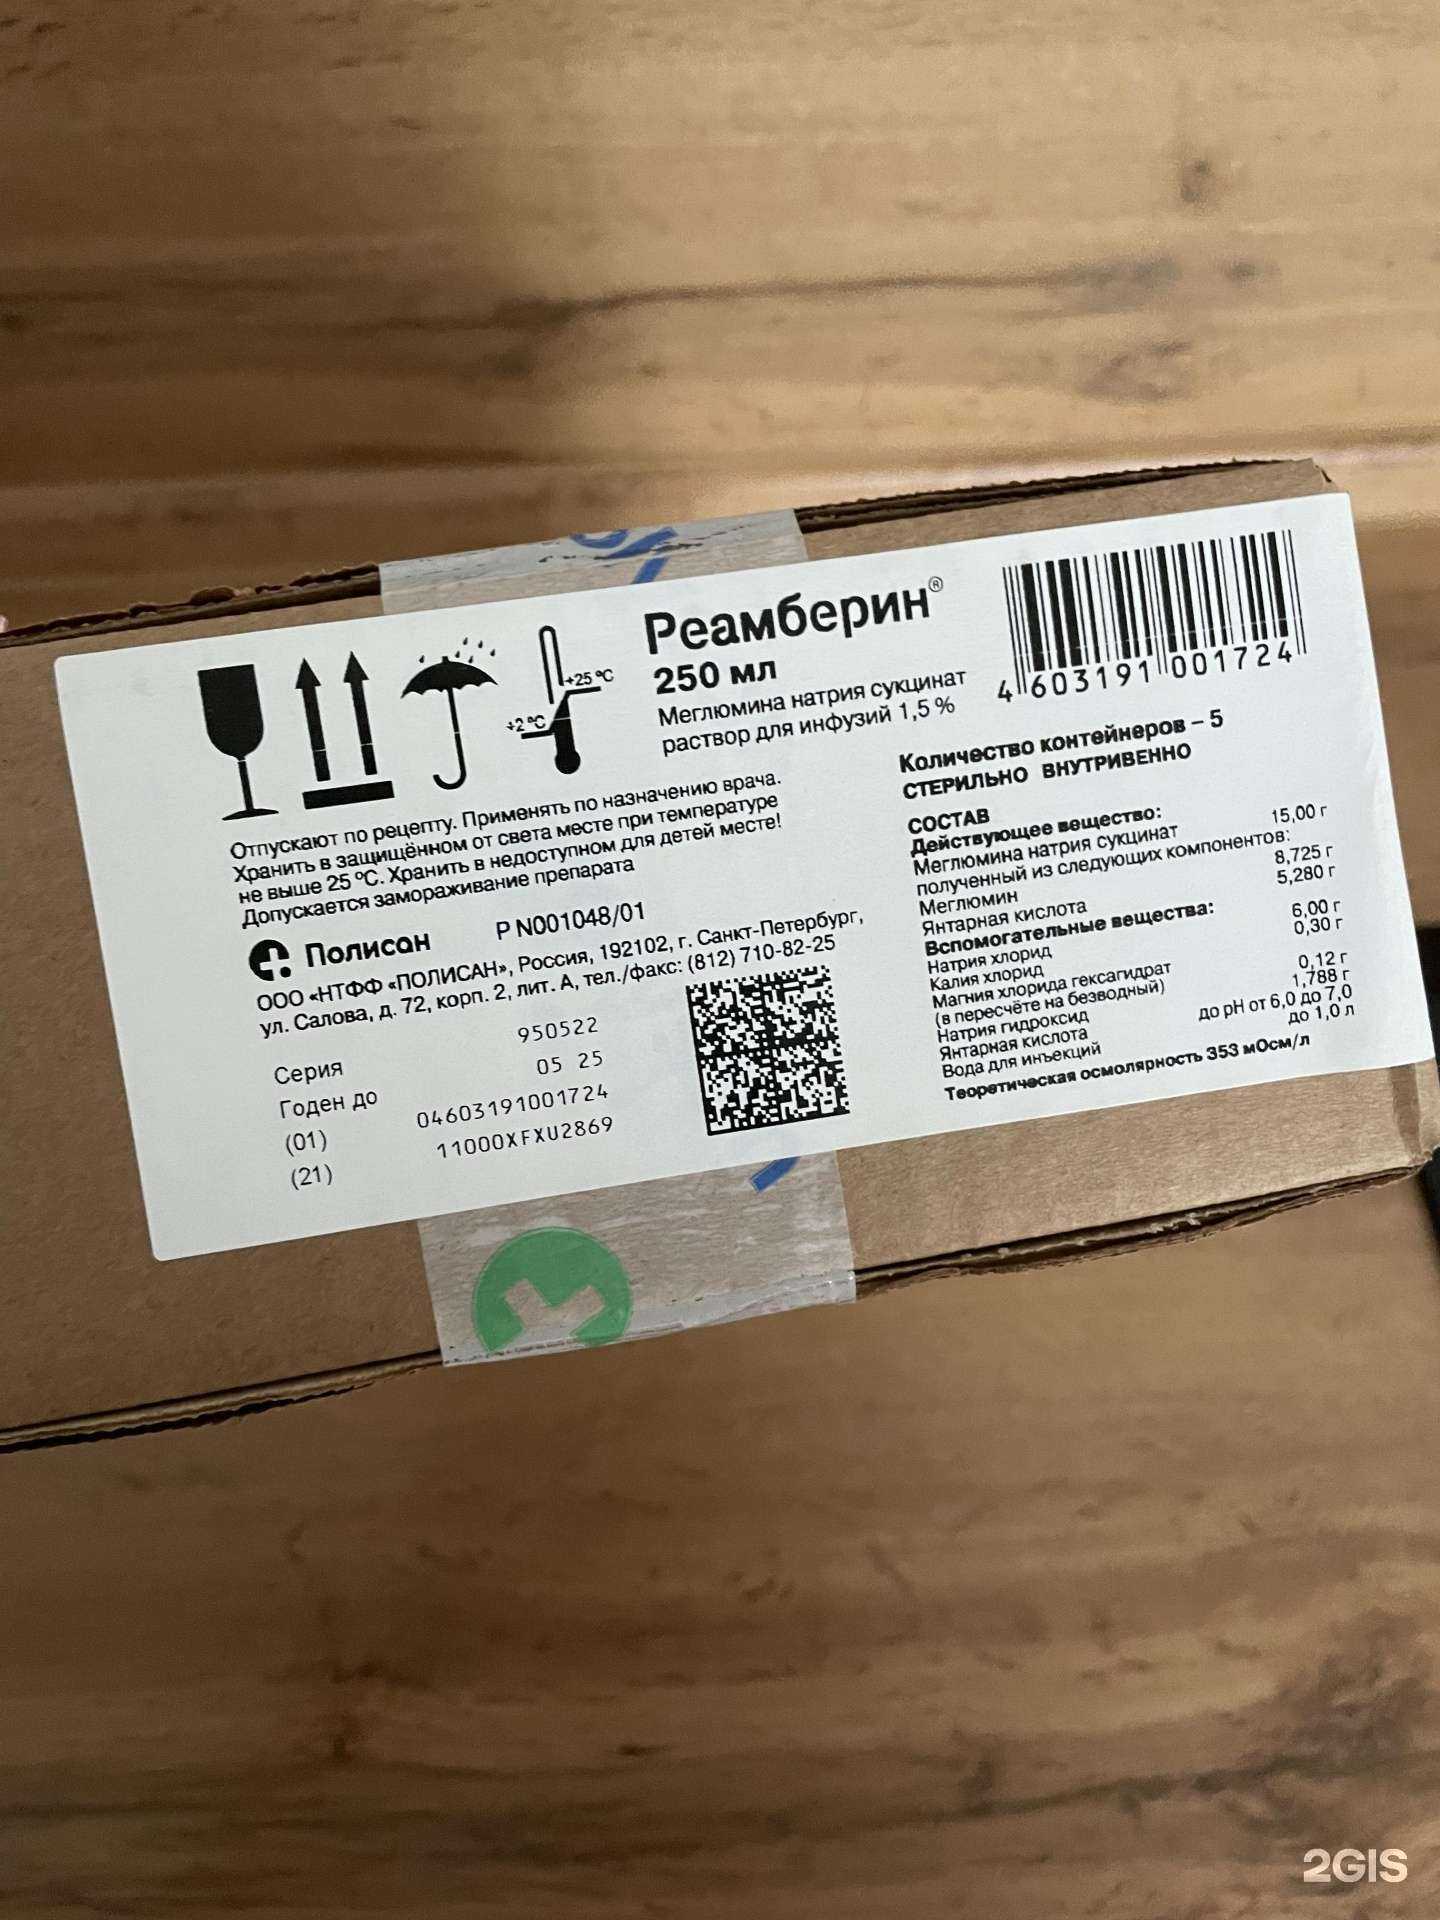 Реамберин®
250 мл
Меглюмина натрия сукцинат
раствор для инфузий 1,5 %
+25 °C
+2 °C
4 603191 001724
Отпускают по рецепту. Применять по назначению врача.
Хранить в защищённом от света месте при температуре
не выше 25 °C. Хранить в недоступном для детей месте!
Допускается замораживание препарата
Полисан
P N001048/01
ООО «НТФФ «ПОЛИСАН», Россия, 192102, г. Санкт-Петербург,
ул. Салова, д. 72, корп. 2, лит. А, тел./факс: (812) 710-82-25
Серия 950522
Годен до 05 25
(01) 04603191001724
(21) 11000XFXU2869
Количество контейнеров – 5
СТЕРИЛЬНО ВНУТРИВЕННО
СОСТАВ
Действующее вещество:
Меглюмина натрия сукцинат 15,00 г
полученный из следующих компонентов:
Меглюмин 8,725 г
Янтарная кислота 5,280 г
Вспомогательные вещества:
Натрия хлорид 6,00 г
Калия хлорид 0,30 г
Магния хлорида гексагидрат
(в пересчёте на безводный) 0,12 г
Натрия гидроксид 1,788 г
Янтарная кислота до pH от 6,0 до 7,0
Вода для инъекций до 1,0 л
Теоретическая осмолярность 353 мОсм/л
2GIS